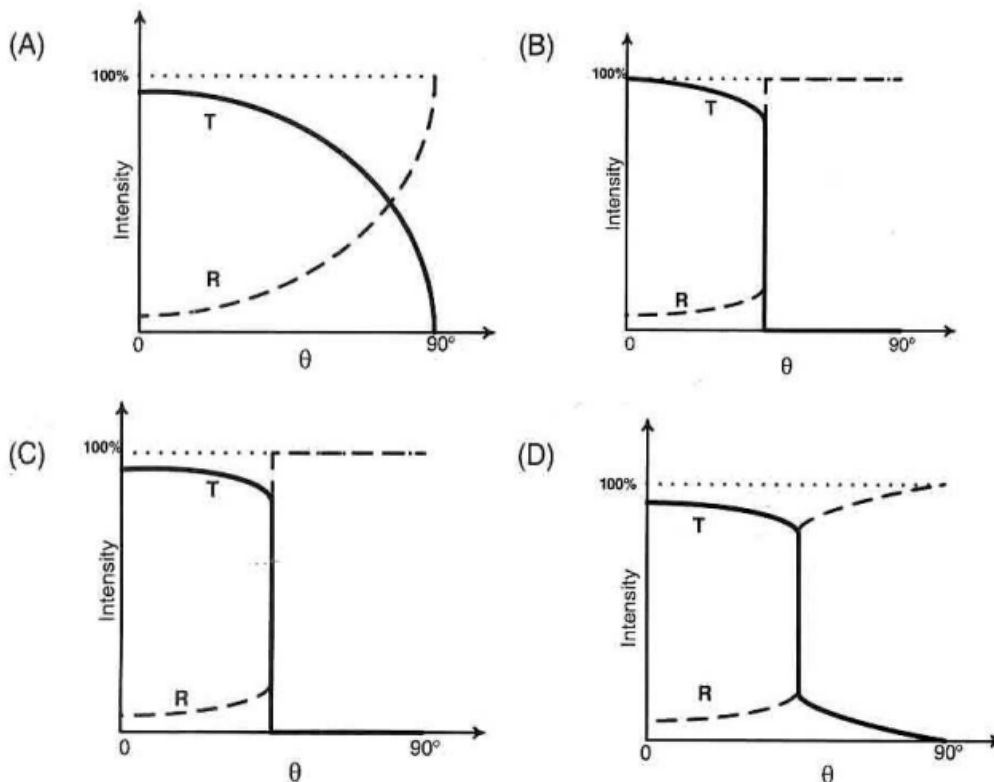 (A)
100%
T
Intensity
R
0
θ
90°
(B)
100%
T
Intensity
R
0
θ
90°
(C)
100%
T
Intensity
R
0
θ
90°
(D)
100%
T
Intensity
R
0
θ
90°